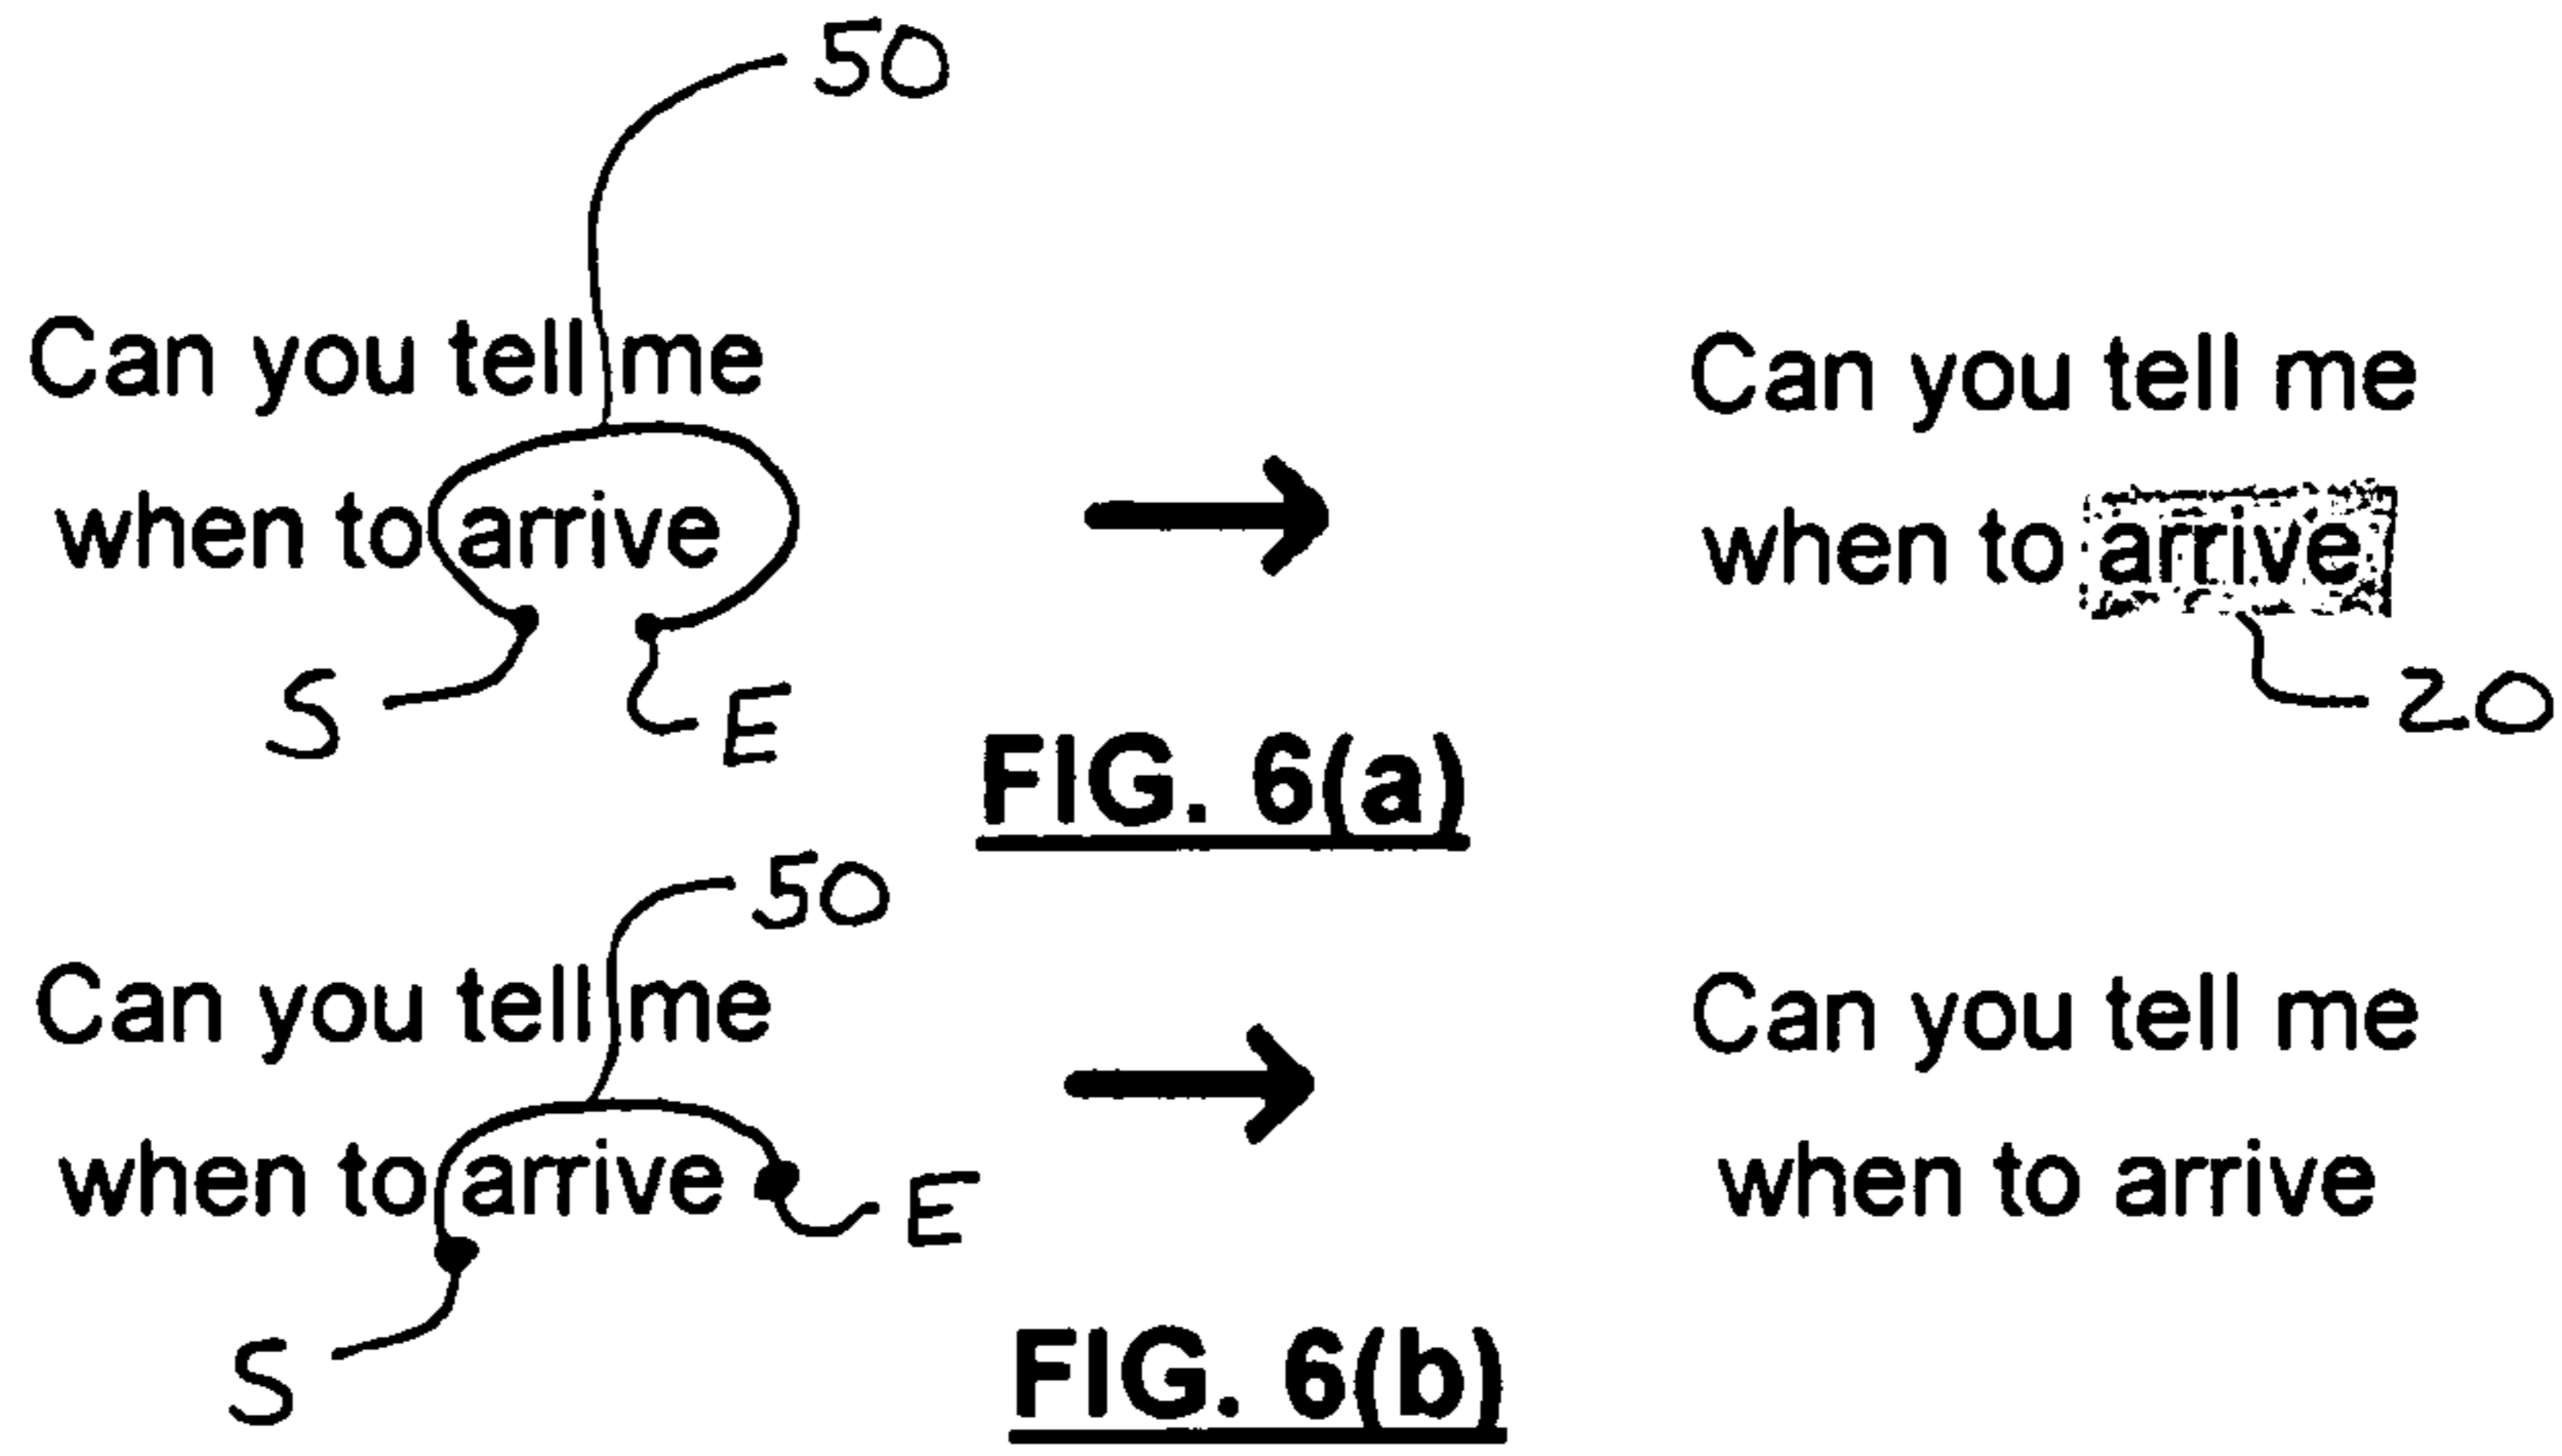 50
Can you tell me
when to arrive
S
E
Can you tell me
when to arrive
20
FIG. 6(a)
50
Can you tell me
when to arrive
E
S
Can you tell me
when to arrive
FIG. 6(b)